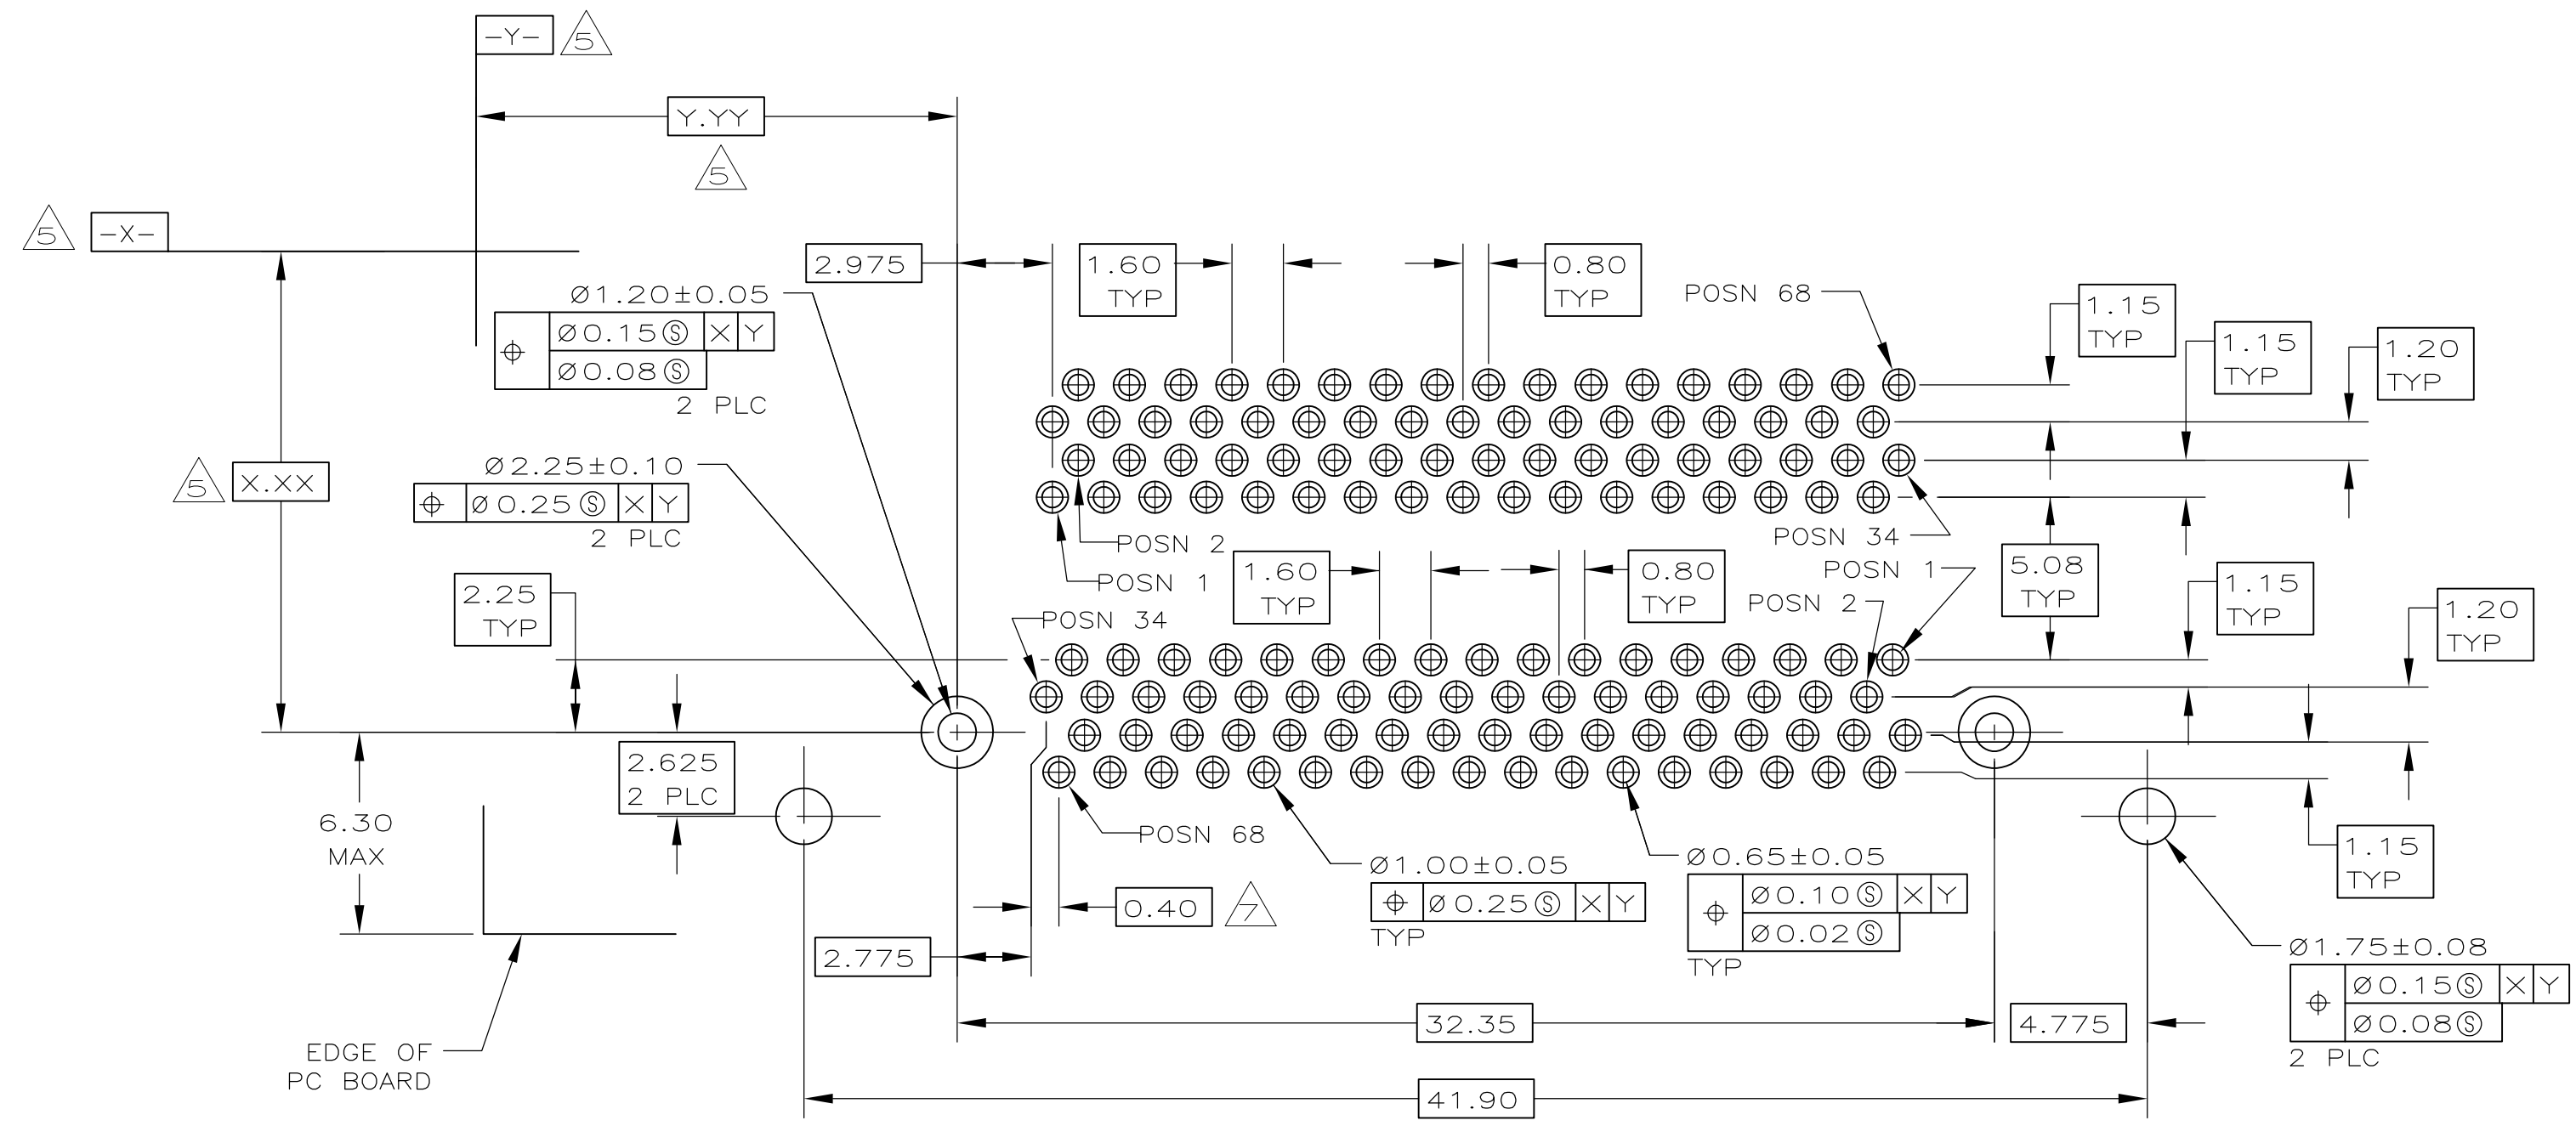 -Y- 5
Y.YY
5
5 -X-
2.975
1.60
TYP
0.80
TYP
POSN 68
1.15
TYP
1.15
TYP
1.20
TYP
Ø1.20±0.05
⌖ Ø0.15Ⓢ X Y
Ø0.08Ⓢ
2 PLC
5 X.XX
Ø2.25±0.10
⌖ Ø0.25Ⓢ X Y
2 PLC
POSN 2
POSN 1
POSN 34
1.60
TYP
0.80
TYP
POSN 34
POSN 1
POSN 2
5.08
TYP
1.15
TYP
1.20
TYP
2.25
TYP
2.625
2 PLC
6.30
MAX
POSN 68
0.40 7
2.775
Ø1.00±0.05
⌖ Ø0.25Ⓢ X Y
TYP
Ø0.65±0.05
⌖ Ø0.10Ⓢ X Y
Ø0.02Ⓢ
TYP
1.15
TYP
Ø1.75±0.08
⌖ Ø0.15Ⓢ X Y
Ø0.08Ⓢ
2 PLC
32.35
4.775
41.90
EDGE OF
PC BOARD